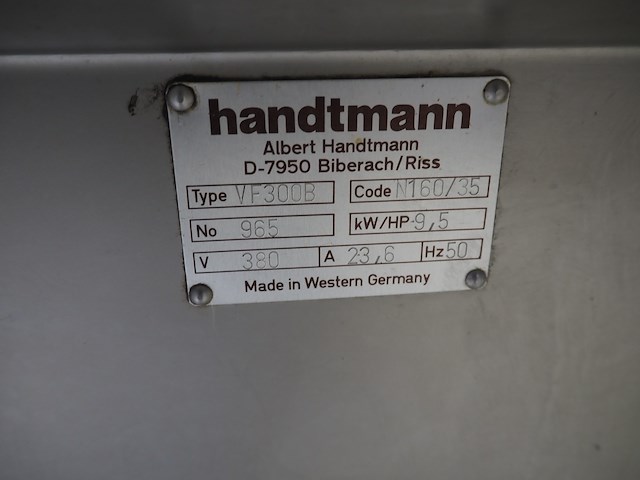 handtmann
Albert Handtmann
D-7950 Biberach/Riss
Type VF300B Code N160/35
No 965 kW/HP 9,5
V 380 A 23,6 Hz 50
Made in Western Germany